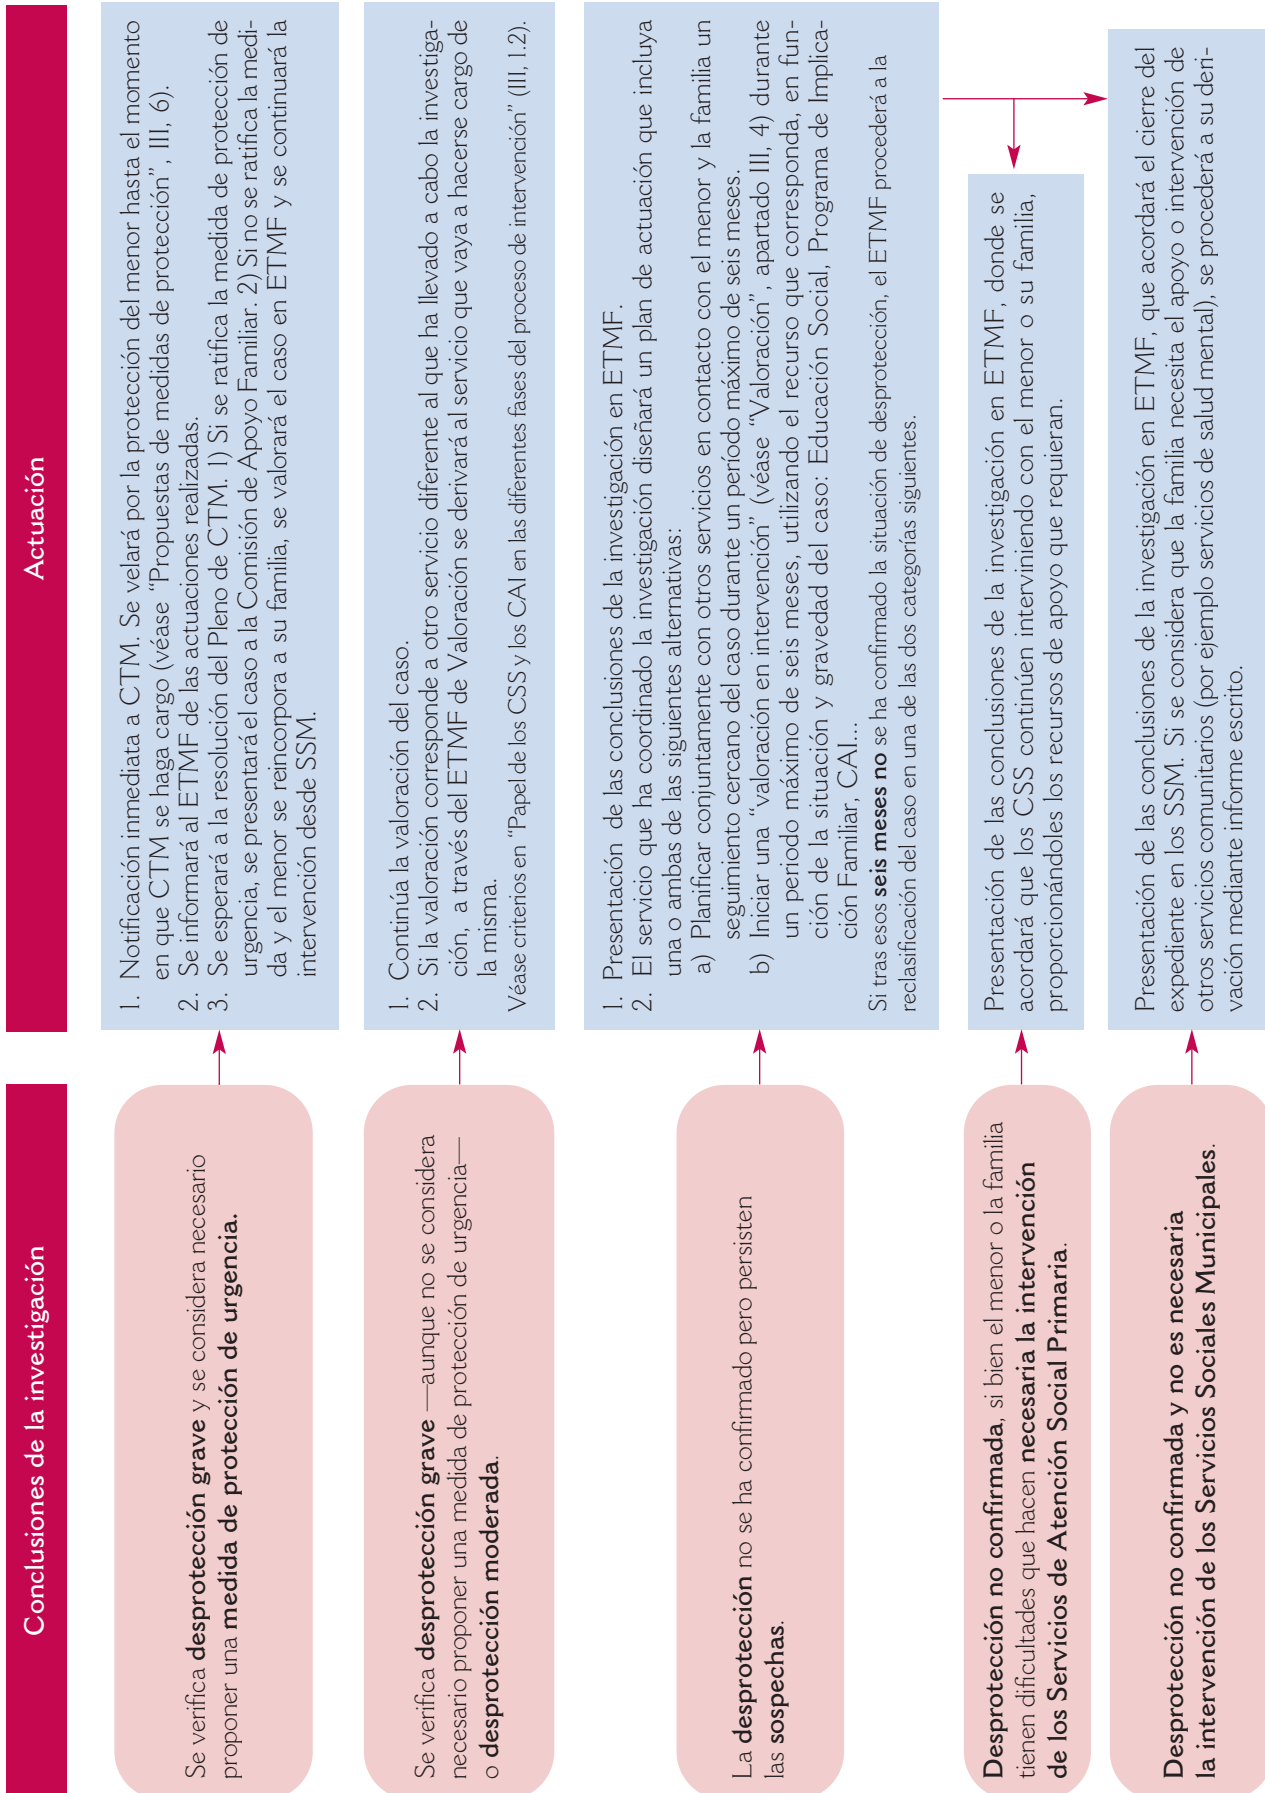 Conclusiones de la investigación
Actuación
Se verifica desprotección grave y se considera necesario
proponer una medida de protección de urgencia.
1. Notificación inmediata a CTM. Se velará por la protección del menor hasta el momento
en que CTM se haga cargo (véase “Propuestas de medidas de protección”, III, 6).
2. Se informará al ETMF de las actuaciones realizadas.
3. Se esperará a la resolución del Pleno de CTM. 1) Si se ratifica la medida de protección de
urgencia, se presentará el caso a la Comisión de Apoyo Familiar. 2) Si no se ratifica la medi-
da y el menor se reincorpora a su familia, se valorará el caso en ETMF y se continuará la
intervención desde SSM.
Se verifica desprotección grave —aunque no se considera
necesario proponer una medida de protección de urgencia—
o desprotección moderada.
1. Continúa la valoración del caso.
2. Si la valoración corresponde a otro servicio diferente al que ha llevado a cabo la investiga-
ción, a través del ETMF de Valoración se derivará al servicio que vaya a hacerse cargo de
la misma.
Véase criterios en “Papel de los CSS y los CAI en las diferentes fases del proceso de intervención” (III, 1.2).
La desprotección no se ha confirmado pero persisten
las sospechas.
1. Presentación de las conclusiones de la investigación en ETMF.
2. El servicio que ha coordinado la investigación diseñará un plan de actuación que incluya
una o ambas de las siguientes alternativas:
a) Planificar conjuntamente con otros servicios en contacto con el menor y la familia un
seguimiento cercano del caso durante un período máximo de seis meses.
b) Iniciar una “valoración en intervención” (véase “Valoración”, apartado III, 4) durante
un periodo máximo de seis meses, utilizando el recurso que corresponda, en fun-
ción de la situación y gravedad del caso: Educación Social, Programa de Implica-
ción Familiar, CAI...
Si tras esos seis meses no se ha confirmado la situación de desprotección, el ETMF procederá a la
reclasificación del caso en una de las dos categorías siguientes.
Desprotección no confirmada, si bien el menor o la familia
tienen dificultades que hacen necesaria la intervención
de los Servicios de Atención Social Primaria.
Presentación de las conclusiones de la investigación en ETMF, donde se
acordará que los CSS continúen interviniendo con el menor o su familia,
proporcionándoles los recursos de apoyo que requieran.
Desprotección no confirmada y no es necesaria
la intervención de los Servicios Sociales Municipales.
Presentación de las conclusiones de la investigación en ETMF, que acordará el cierre del
expediente en los SSM. Si se considera que la familia necesita el apoyo o intervención de
otros servicios comunitarios (por ejemplo servicios de salud mental), se procederá a su deri-
vación mediante informe escrito.